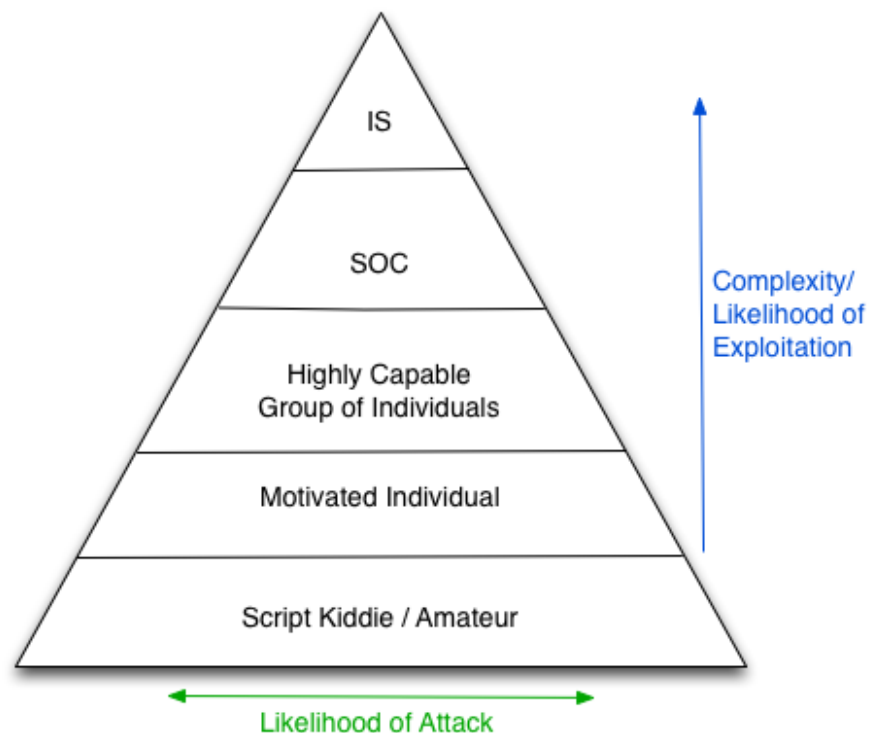 IS
SOC
Highly Capable
Group of Individuals
Motivated Individual
Script Kiddie / Amateur
Complexity/
Likelihood of
Exploitation
Likelihood of Attack